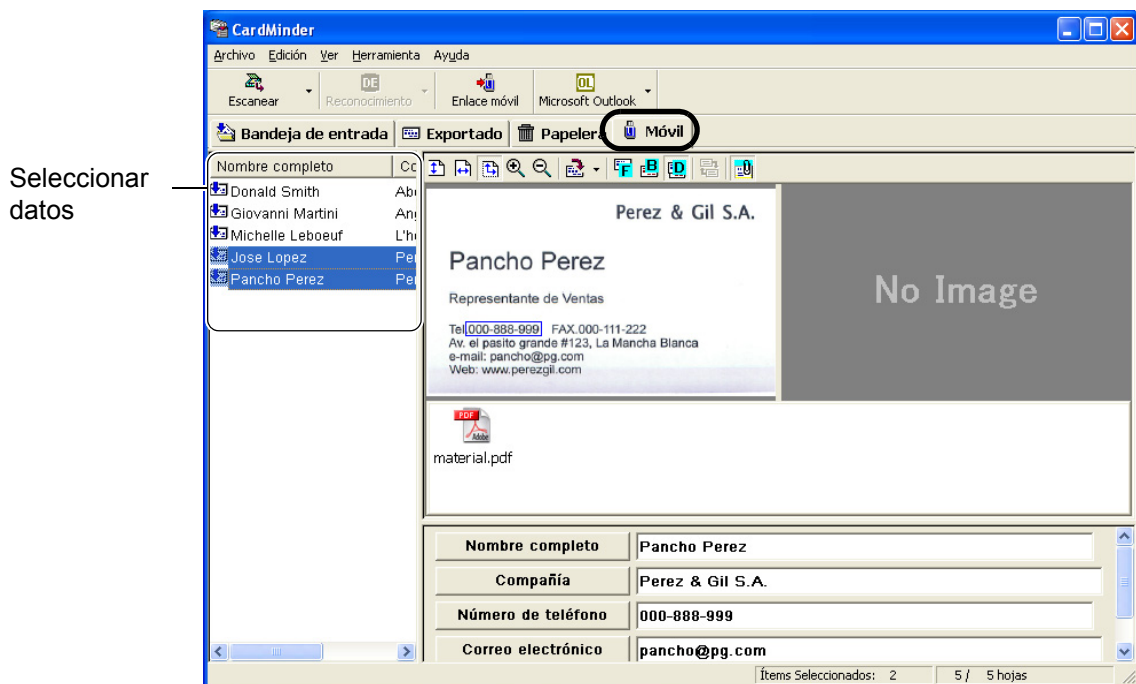 CardMinder
Archivo Edición Ver Herramienta Ayuda
Escanear DE Reconocimiento Enlace móvil OL Microsoft Outlook
Bandeja de entrada Exportado Papelera Móvil
Seleccionar
datos
Nombre completo
Donald Smith
Giovanni Martini
Michelle Leboeuf
Jose Lopez
Pancho Perez
F B D
Perez & Gil S.A.
Pancho Perez
Representante de Ventas
Tel 000-888-999 FAX.000-111-222
Av. el pasito grande #123, La Mancha Blanca
e-mail: pancho@pg.com
Web: www.perezgil.com
No Image
PDF
Adobe
material.pdf
Nombre completo Pancho Perez
Compañía Perez & Gil S.A.
Número de teléfono 000-888-999
Correo electrónico pancho@pg.com
Ítems Seleccionados: 2 5 / 5 hojas